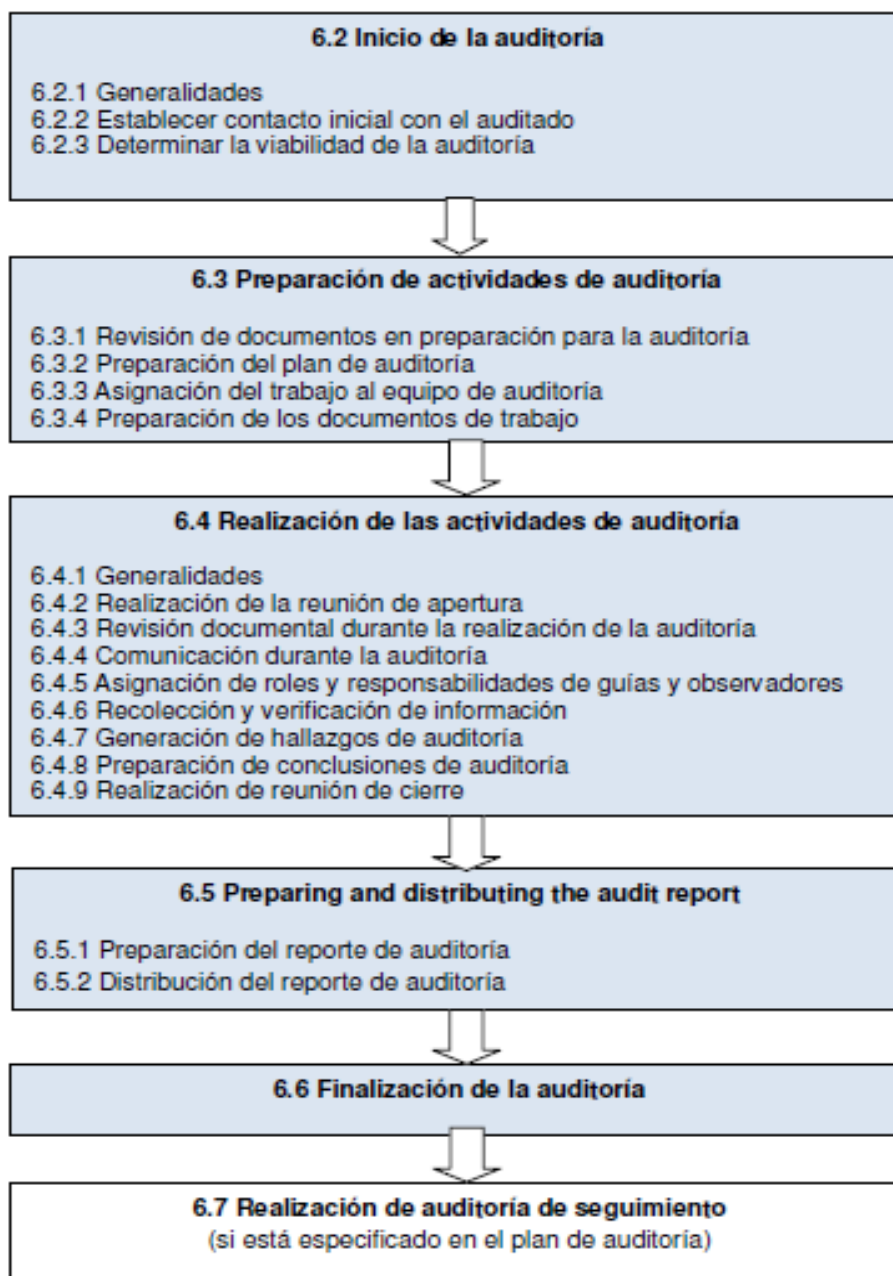 6.2 Inicio de la auditoría
6.2.1 Generalidades
6.2.2 Establecer contacto inicial con el auditado
6.2.3 Determinar la viabilidad de la auditoría
6.3 Preparación de actividades de auditoría
6.3.1 Revisión de documentos en preparación para la auditoría
6.3.2 Preparación del plan de auditoría
6.3.3 Asignación del trabajo al equipo de auditoría
6.3.4 Preparación de los documentos de trabajo
6.4 Realización de las actividades de auditoría
6.4.1 Generalidades
6.4.2 Realización de la reunión de apertura
6.4.3 Revisión documental durante la realización de la auditoría
6.4.4 Comunicación durante la auditoría
6.4.5 Asignación de roles y responsabilidades de guías y observadores
6.4.6 Recolección y verificación de información
6.4.7 Generación de hallazgos de auditoría
6.4.8 Preparación de conclusiones de auditoría
6.4.9 Realización de reunión de cierre
6.5 Preparing and distributing the audit report
6.5.1 Preparación del reporte de auditoría
6.5.2 Distribución del reporte de auditoría
6.6 Finalización de la auditoría
6.7 Realización de auditoría de seguimiento
(si está especificado en el plan de auditoría)